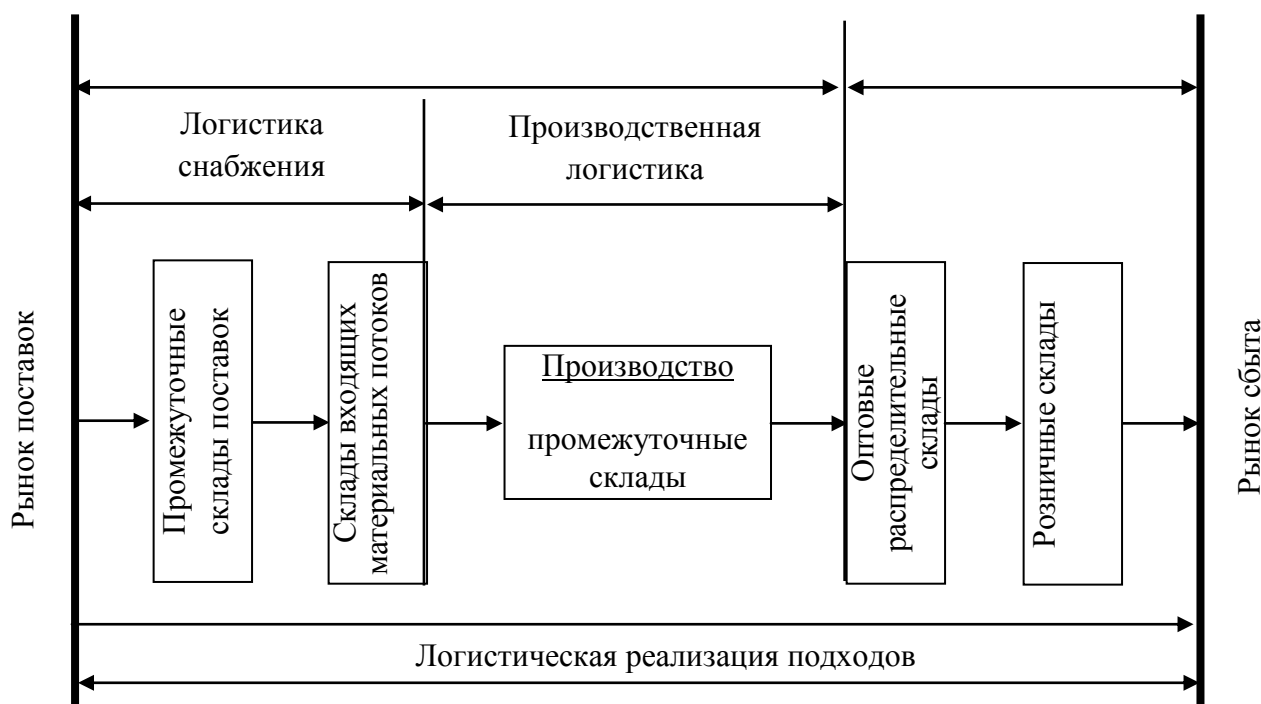 Логистика
снабжения
Производственная
логистика
Рынок поставок
Промежуточные
склады поставок
Склады входящих
материальных потоков
Производство
промежуточные
склады
Оптовые
распределительные
склады
Розничные склады
Рынок сбыта
Логистическая реализация подходов